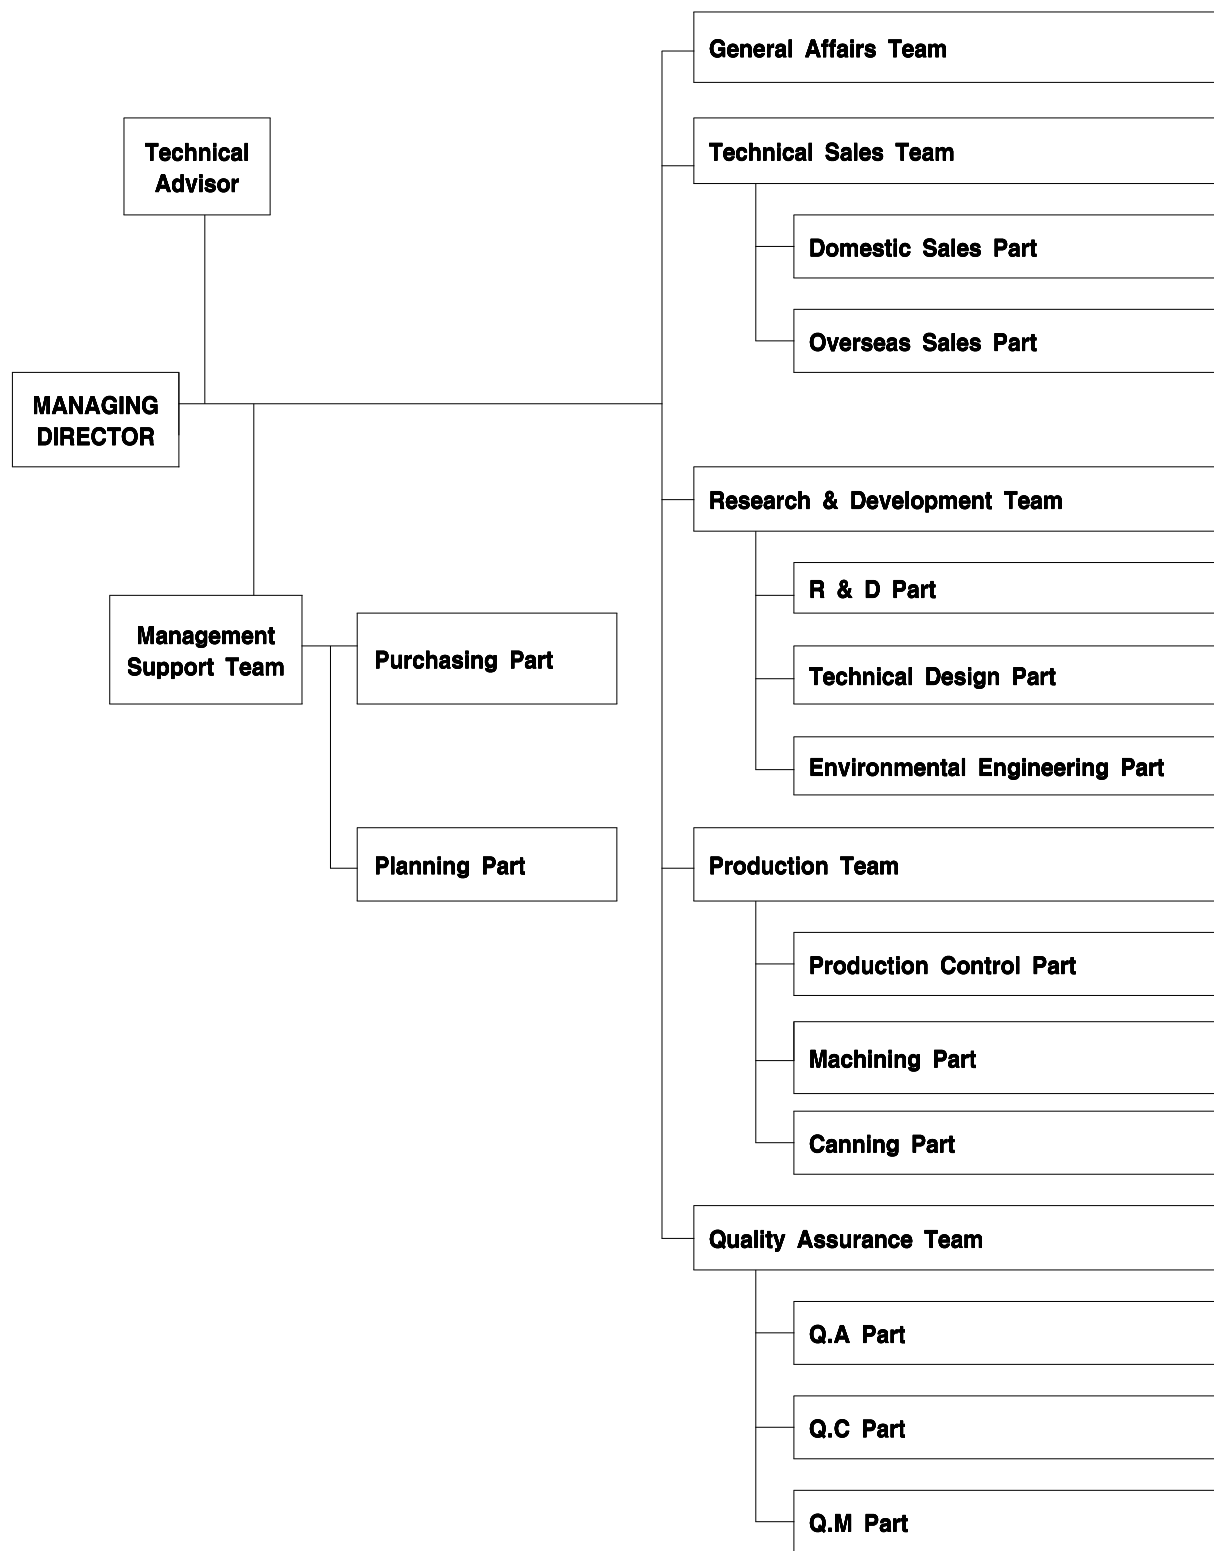 General Affairs Team
Technical
Advisor
Technical Sales Team
Domestic Sales Part
Overseas Sales Part
MANAGING
DIRECTOR
Research & Development Team
R & D Part
Management
Support Team
Purchasing Part
Technical Design Part
Environmental Engineering Part
Planning Part
Production Team
Production Control Part
Machining Part
Canning Part
Quality Assurance Team
Q.A Part
Q.C Part
Q.M Part